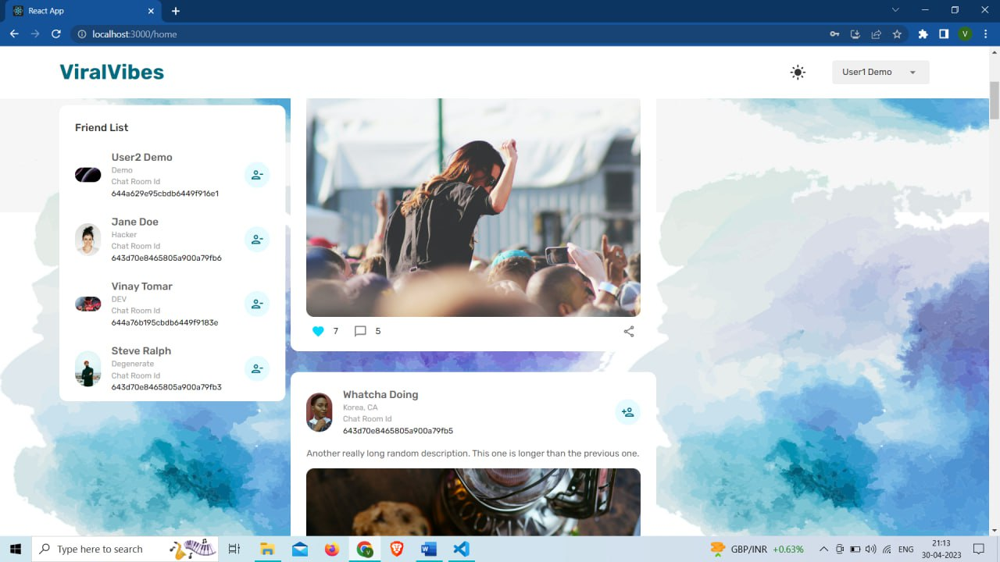 React App
localhost:3000/home
V
ViralVibes
User1 Demo
Friend List
User2 Demo
Demo
Chat Room Id
644a629e95cbdb6449f916e1
Jane Doe
Hacker
Chat Room Id
643d70e8465805a900a79fb6
Vinay Tomar
DEV
Chat Room Id
644a76b195cbdb6449f9183e
Steve Ralph
Degenerate
Chat Room Id
643d70e8465805a900a79fb3
7
5
Whatcha Doing
Korea, CA
Chat Room Id
643d70e8465805a900a79fb5
Another really long random description. This one is longer than the previous one.
Type here to search
GBP/INR +0.63%
ENG
21:13
30-04-2023